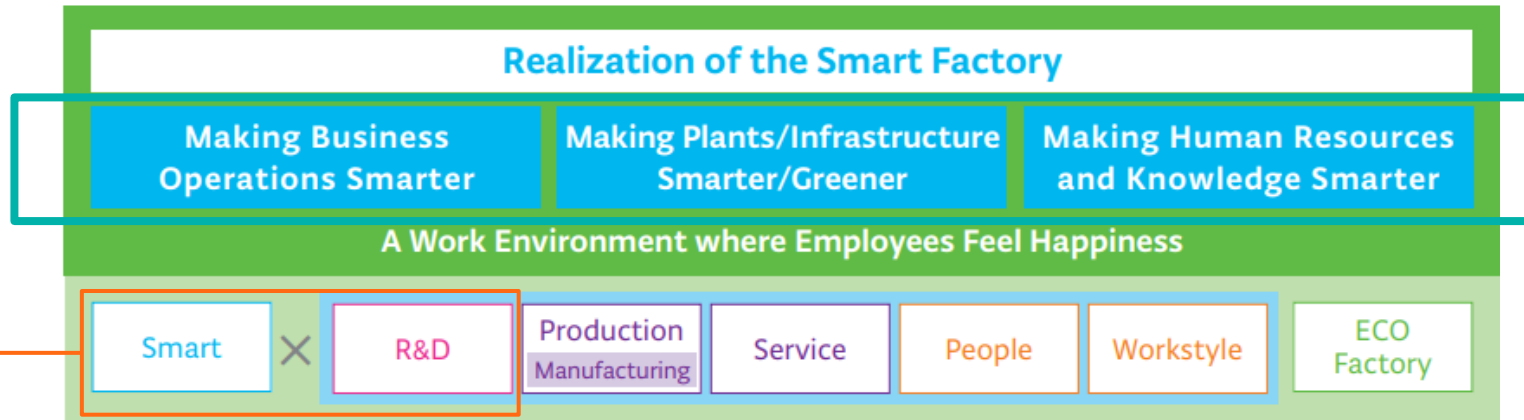 Realization of the Smart Factory
Making Business
Operations Smarter
Making Plants/Infrastructure
Smarter/Greener
Making Human Resources
and Knowledge Smarter
A Work Environment where Employees Feel Happiness
Smart
×
R&D
Production
Manufacturing
Service
People
Workstyle
ECO
Factory